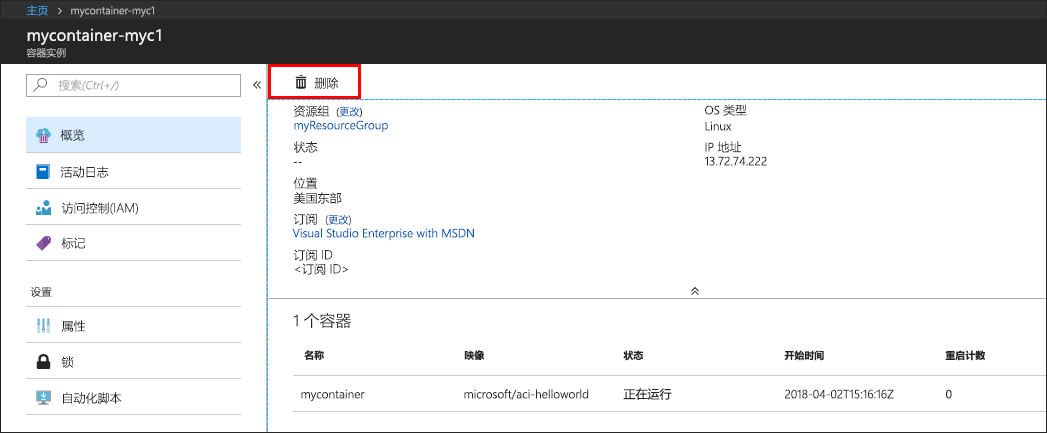 主页 > mycontainer-myc1
mycontainer-myc1
容器实例
搜索(Ctrl+/)
«
删除
概览
活动日志
访问控制(IAM)
标记
设置
属性
锁
自动化脚本
资源组 (更改)
myResourceGroup
状态
--
位置
美国东部
订阅 (更改)
Visual Studio Enterprise with MSDN
订阅 ID
<订阅 ID>
OS 类型
Linux
IP 地址
13.72.74.222
1 个容器
名称 映像 状态 开始时间 重启计数
mycontainer microsoft/aci-helloworld 正在运行 2018-04-02T15:16:16Z 0